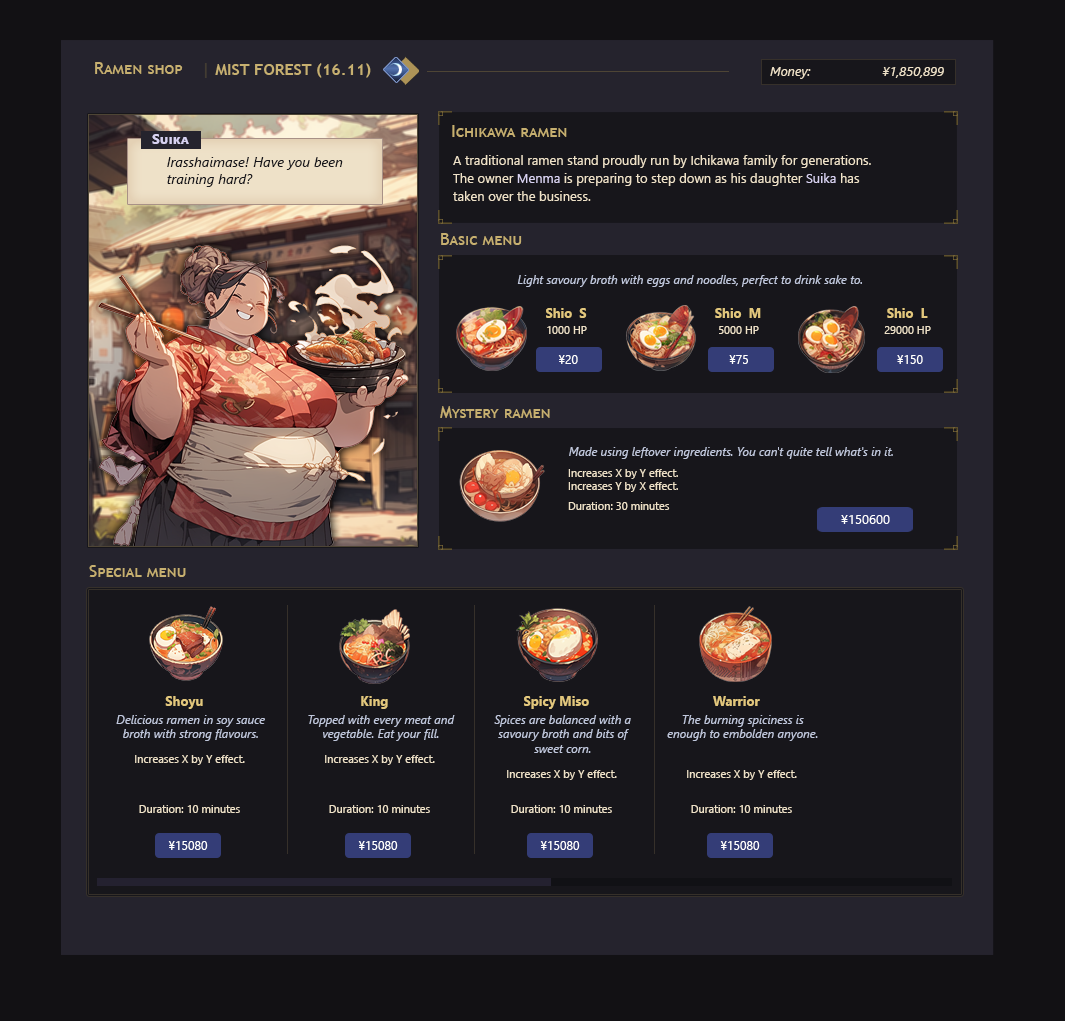 Ramen shop | MIST FOREST (16.11)
Money: ¥1,850,899
Suika
Irasshaimase! Have you been
training hard?
Ichikawa ramen
A traditional ramen stand proudly run by Ichikawa family for generations.
The owner Menma is preparing to step down as his daughter Suika has
taken over the business.
Basic menu
Light savoury broth with eggs and noodles, perfect to drink sake to.
Shio S
1000 HP
¥20
Shio M
5000 HP
¥75
Shio L
29000 HP
¥150
Mystery ramen
Made using leftover ingredients. You can't quite tell what's in it.
Increases X by Y effect.
Increases Y by X effect.
Duration: 30 minutes
¥150600
Special menu
Shoyu
Delicious ramen in soy sauce
broth with strong flavours.
Increases X by Y effect.
Duration: 10 minutes
¥15080
King
Topped with every meat and
vegetable. Eat your fill.
Increases X by Y effect.
Duration: 10 minutes
¥15080
Spicy Miso
Spices are balanced with a
savoury broth and bits of
sweet corn.
Increases X by Y effect.
Duration: 10 minutes
¥15080
Warrior
The burning spiciness is
enough to embolden anyone.
Increases X by Y effect.
Duration: 10 minutes
¥15080